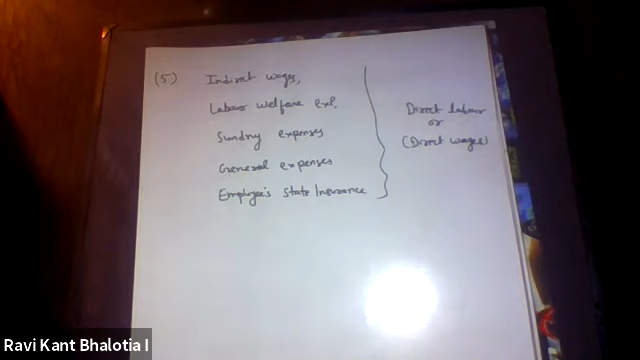 (5) Indirect wages,
Labour welfare exp.
Sundry expenses
General expenses
Employee's State Insurance
Direct labour
or
(Direct wages)
Ravi Kant Bhalotia I